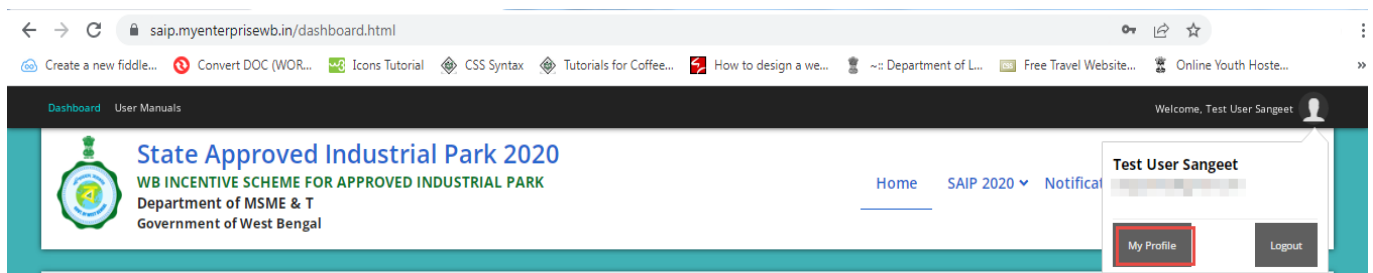 saip.myenterprisewb.in/dashboard.html
Create a new fiddle... Convert DOC (WOR... Icons Tutorial CSS Syntax Tutorials for Coffee... How to design a we... ~:: Department of L... Free Travel Website... Online Youth Hoste... »
Dashboard User Manuals Welcome, Test User Sangeet
State Approved Industrial Park 2020
WB INCENTIVE SCHEME FOR APPROVED INDUSTRIAL PARK
Department of MSME & T
Government of West Bengal
Home SAIP 2020 Notificat
Test User Sangeet
My Profile Logout